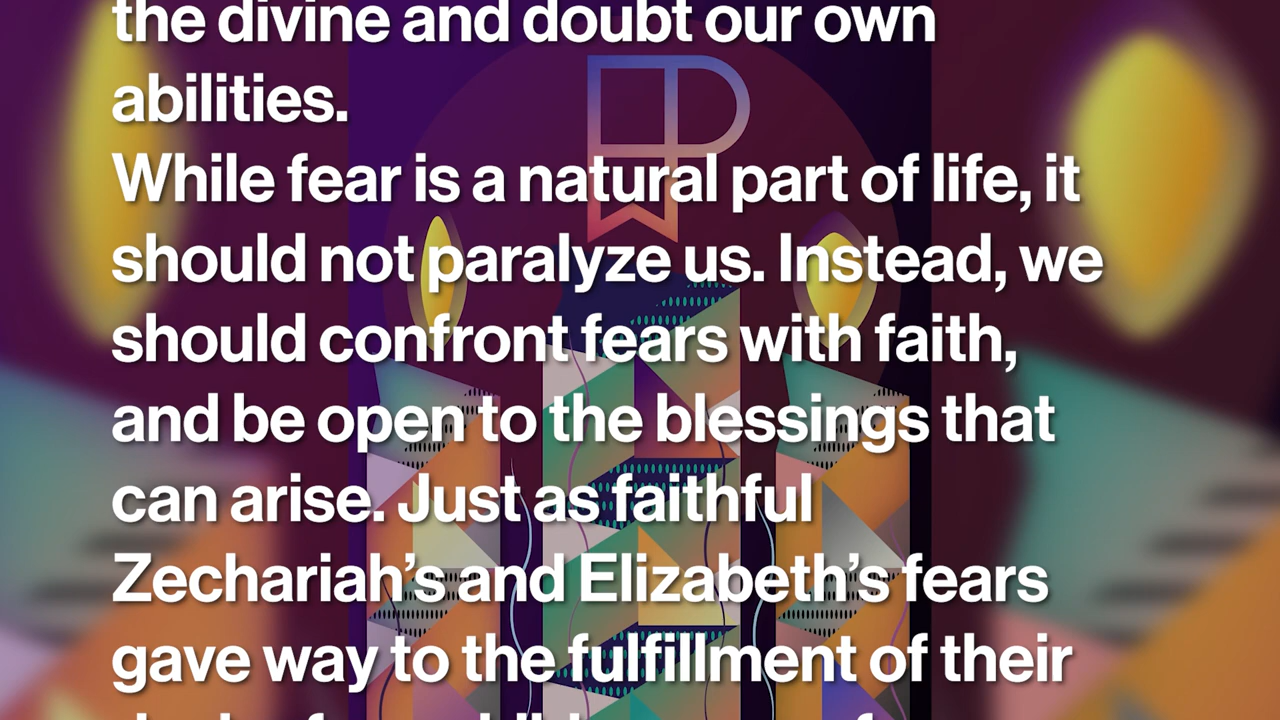 the divine and doubt our own
abilities.
While fear is a natural part of life, it
should not paralyze us. Instead, we
should confront fears with faith,
and be open to the blessings that
can arise. Just as faithful
Zechariah’s and Elizabeth’s fears
gave way to the fulfillment of their